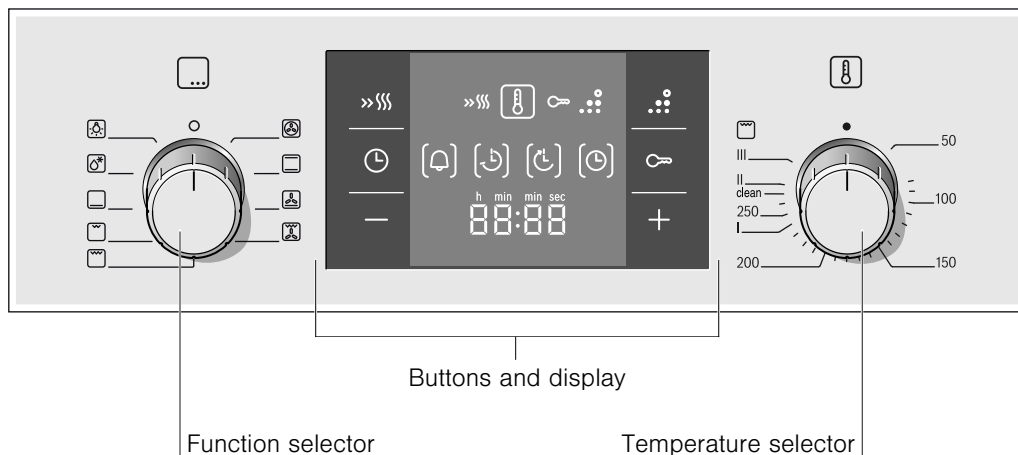 h min min sec
88:88
50
100
150
200
250
clean
I
II
III
Buttons and display
Function selector
Temperature selector